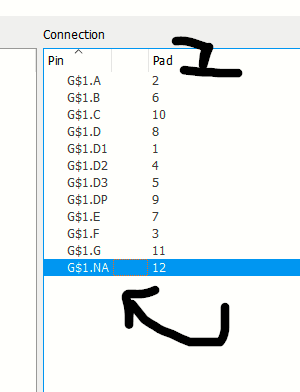 Connection
Pin Pad
G$1.A 2
G$1.B 6
G$1.C 10
G$1.D 8
G$1.D1 1
G$1.D2 4
G$1.D3 5
G$1.DP 9
G$1.E 7
G$1.F 3
G$1.G 11
G$1.NA 12